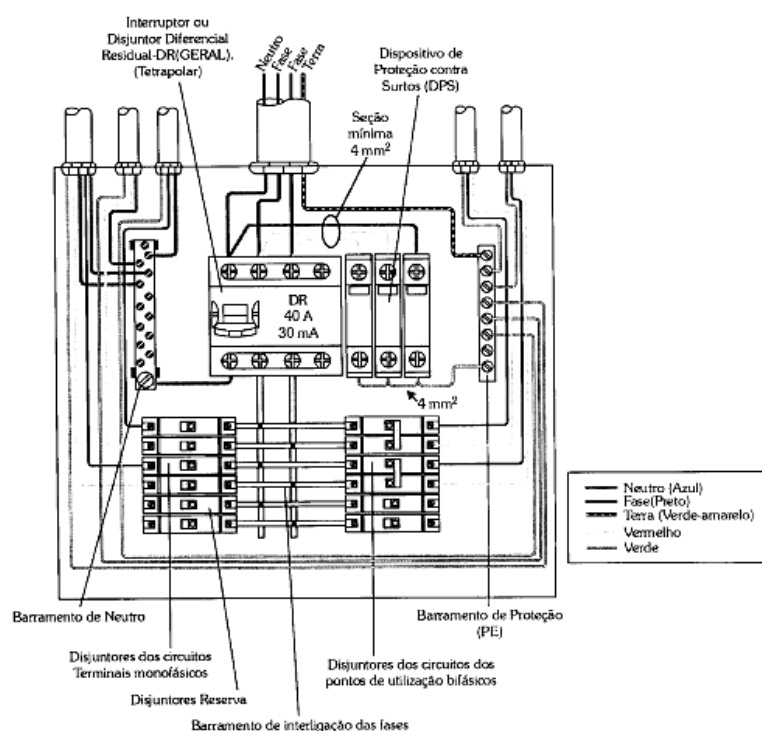 Interruptor ou
Disjuntor Diferencial
Residual-DR(GERAL).
(Tetrapolar)
Neutro
Fase
Fase
Terra
Dispositivo de
Proteção contra
Surtos (DPS)
Seção
mínima
4 mm²
DR
40 A
30 mA
4 mm²
Neutro (Azul)
Fase(Preto)
Terra (Verde-amarelo)
Vermelho
Verde
Barramento de Neutro
Barramento de Proteção
(PE)
Disjuntores dos circuitos
Terminais monofásicos
Disjuntores dos circuitos dos
pontos de utilização bifásicos
Disjuntores Reserva
Barramento de interligação das fases